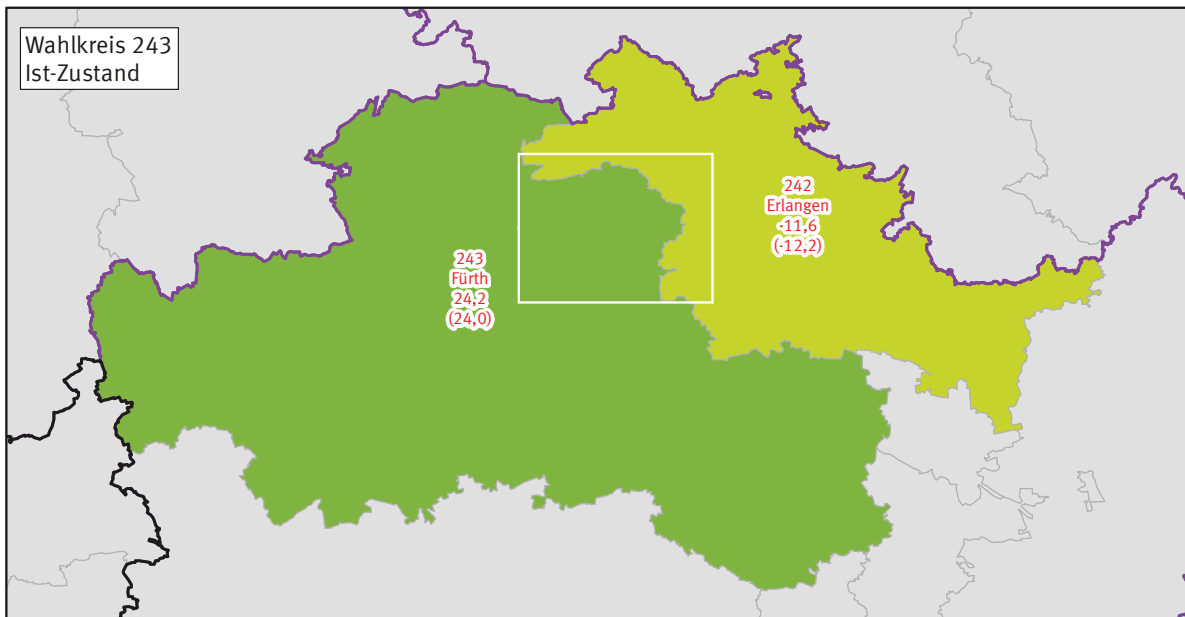 Wahlkreis 243
Ist-Zustand
242
Erlangen
-11,6
(-12,2)
243
Fürth
24,2
(24,0)